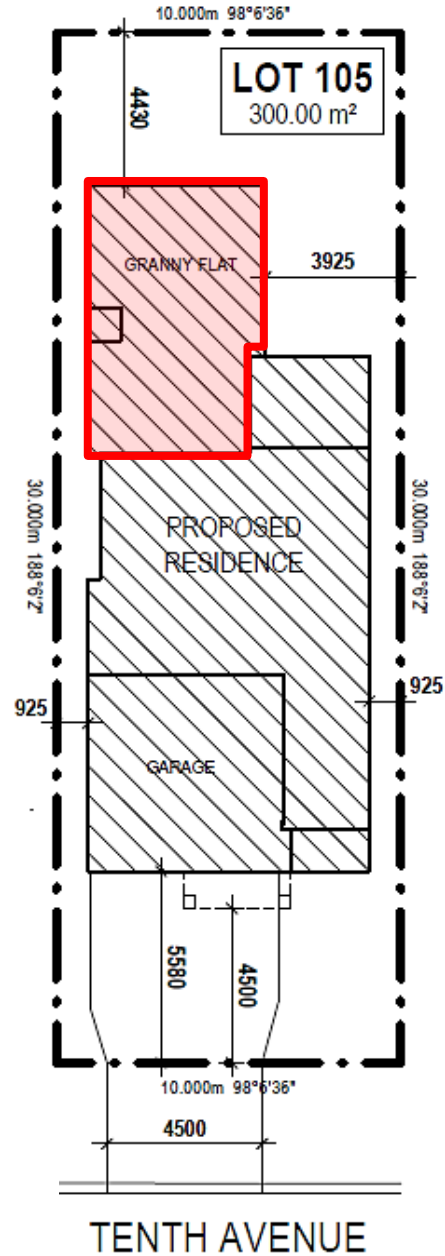 10.000m 98°6'36"
LOT 105
300.00 m²
4430
GRANNY FLAT
3925
30.000m 188°6'2"
30.000m 188°6'2"
PROPOSED
RESIDENCE
925
925
GARAGE
5580
4500
10.000m 98°6'36"
4500
TENTH AVENUE